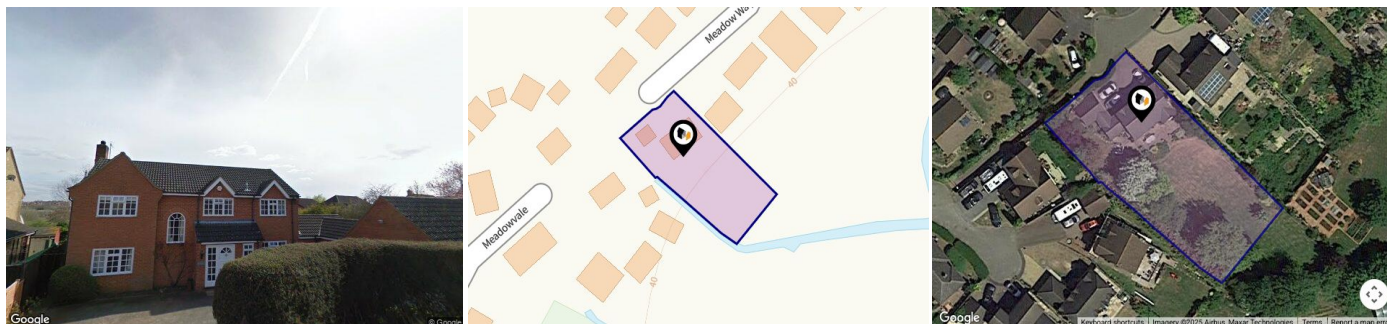 Google
© Google
Meadow Wa
Meadowvale
40
40
Google
Keyboard shortcuts
Imagery ©2025 Airbus, Maxar Technologies
Terms
Report a map err